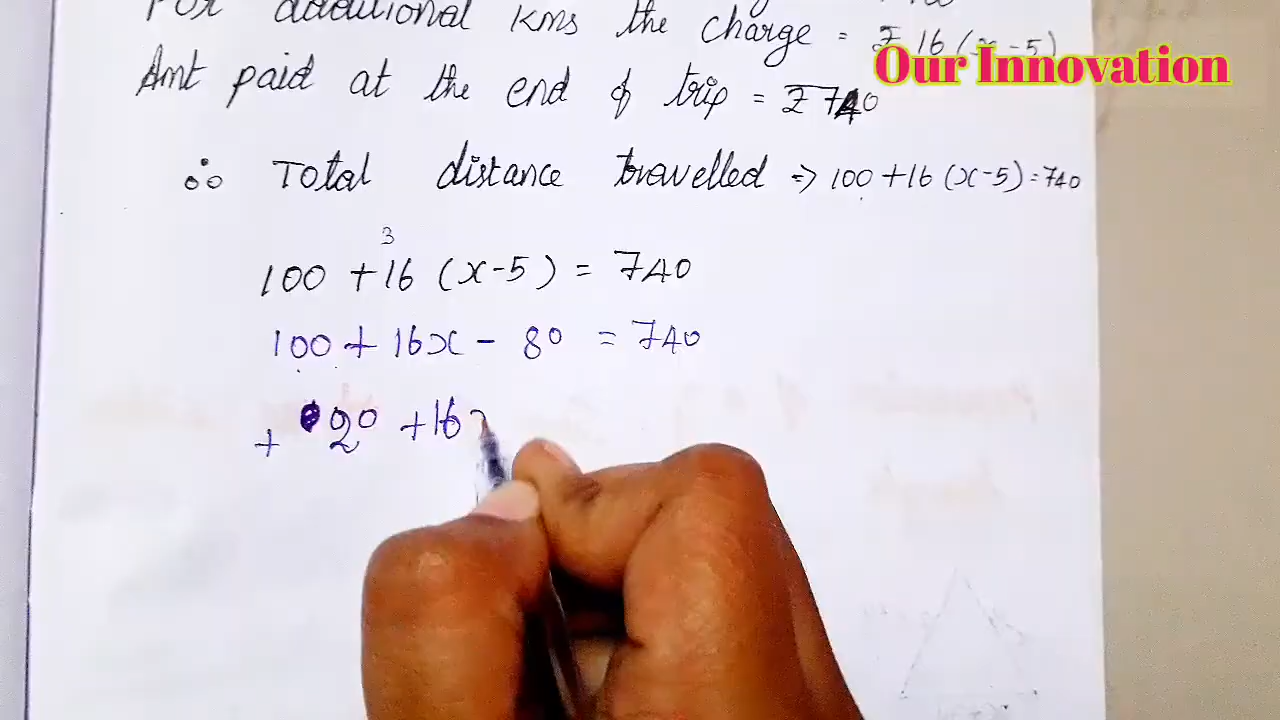 For additional kms the charge = ₹ 16 (x-5)
Our Innovation
Amt paid at the end of trip = ₹ 740
∴ Total distance travelled ⇒ 100 + 16 (x-5) = 740
3
100 + 16 (x-5) = 740
100 + 16x - 80 = 740
+ 20 + 16